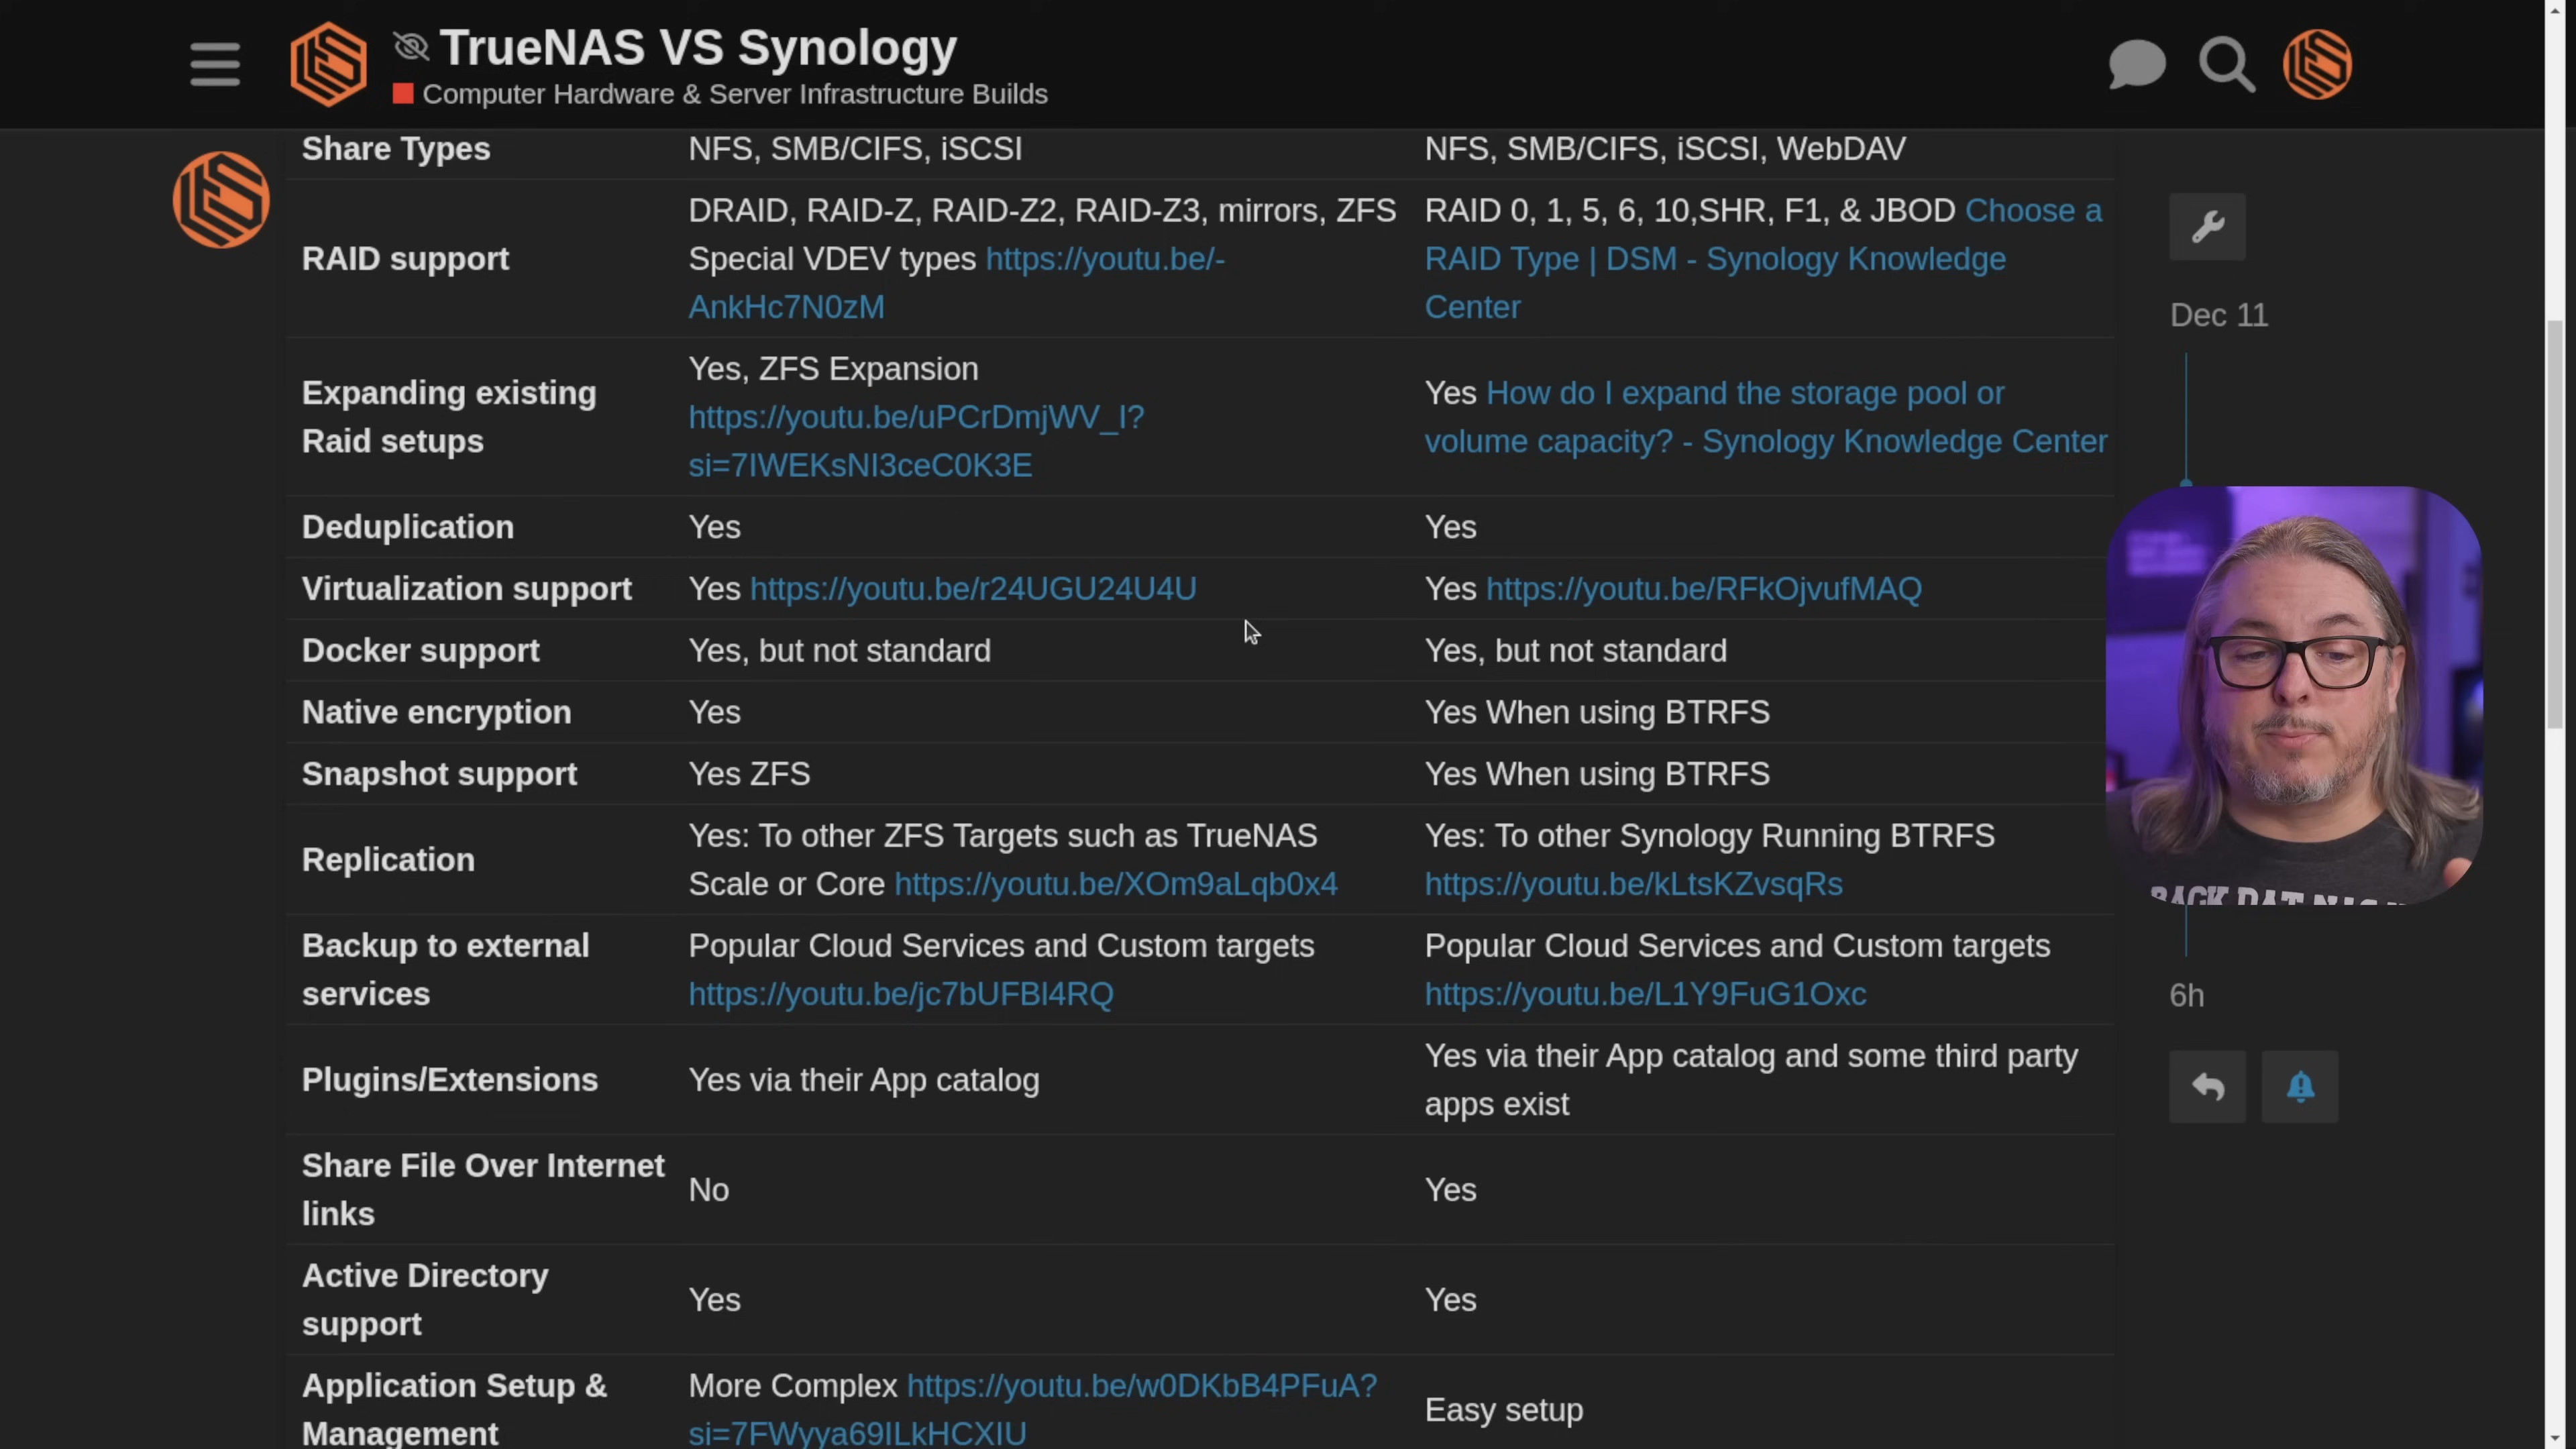 TrueNAS VS Synology
Computer Hardware & Server Infrastructure Builds
Share Types
NFS, SMB/CIFS, iSCSI
NFS, SMB/CIFS, iSCSI, WebDAV
RAID support
DRAID, RAID-Z, RAID-Z2, RAID-Z3, mirrors, ZFS
Special VDEV types https://youtu.be/-
AnkHc7N0zM
RAID 0, 1, 5, 6, 10,SHR, F1, & JBOD Choose a
RAID Type | DSM - Synology Knowledge
Center
Dec 11
Expanding existing
Raid setups
Yes, ZFS Expansion
https://youtu.be/uPCrDmjWV_I?
si=7IWEKsNI3ceC0K3E
Yes How do I expand the storage pool or
volume capacity? - Synology Knowledge Center
Deduplication
Yes
Yes
Virtualization support
Yes https://youtu.be/r24UGU24U4U
Yes https://youtu.be/RFkOjvufMAQ
Docker support
Yes, but not standard
Yes, but not standard
Native encryption
Yes
Yes When using BTRFS
Snapshot support
Yes ZFS
Yes When using BTRFS
Replication
Yes: To other ZFS Targets such as TrueNAS
Scale or Core https://youtu.be/XOm9aLqb0x4
Yes: To other Synology Running BTRFS
https://youtu.be/kLtsKZvsqRs
Backup to external
services
Popular Cloud Services and Custom targets
https://youtu.be/jc7bUFBl4RQ
Popular Cloud Services and Custom targets
https://youtu.be/L1Y9FuG1Oxc
6h
Plugins/Extensions
Yes via their App catalog
Yes via their App catalog and some third party
apps exist
Share File Over Internet
links
No
Yes
Active Directory
support
Yes
Yes
Application Setup &
Management
More Complex https://youtu.be/w0DKbB4PFuA?
si=7FWyya69ILkHCXIU
Easy setup